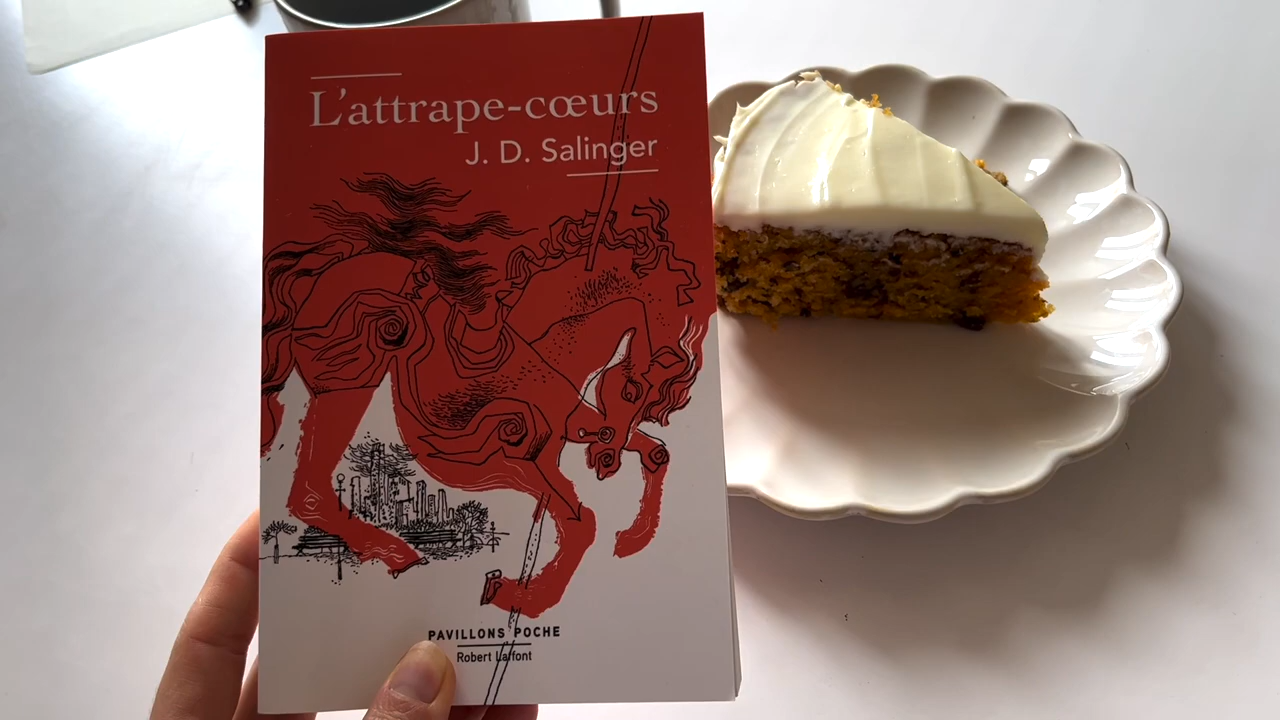 L'attrape-cœurs
J. D. Salinger
PAVILLONS POCHE
Robert Laffont